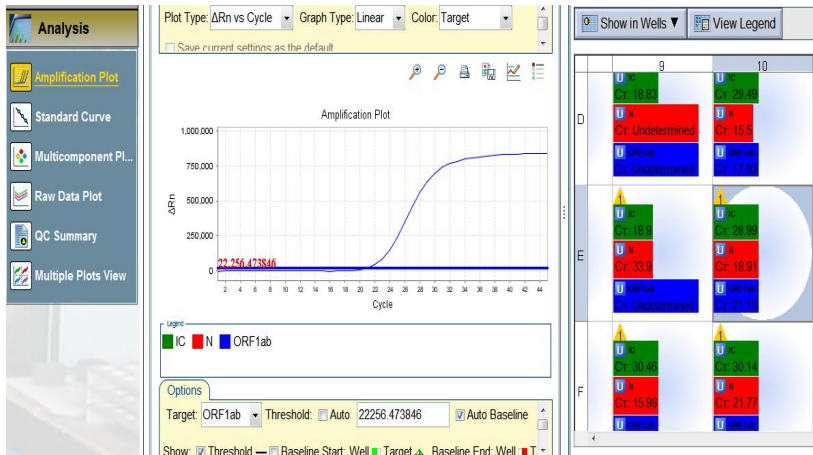 Analysis
Amplification Plot
Standard Curve
Multicomponent Pl...
Raw Data Plot
QC Summary
Multiple Plots View
Plot Type: ΔRn vs Cycle Graph Type: Linear Color: Target
Save current settings as the default
Amplification Plot
1,000,000
750,000
500,000
250,000
0
ΔRn
22,256.473846
2 4 6 8 10 12 14 16 18 20 22 24 26 28 30 32 34 36 38 40 42 44
Cycle
Legend
IC N ORF1ab
Options
Target: ORF1ab Threshold: Auto 22256.473846 Auto Baseline
Show: Threshold Baseline Start: Well Target Baseline End: Well T
Show in Wells ▼ View Legend
9 10
D
U IC U IC
CT: 18.83 CT: 29.49
U N U N
CT: Undetermined CT: 15.5
U ORF1ab U ORF1ab
CT: Undetermined CT: 17.03
E
U IC U IC
CT: 18.9 CT: 28.99
U N U N
CT: 33.9 CT: 18.91
U ORF1ab U ORF1ab
CT: Undetermined CT: 21.15
F
U IC U IC
CT: 30.46 CT: 30.14
U N U N
CT: 15.98 CT: 21.77
U ORF1ab U ORF1ab